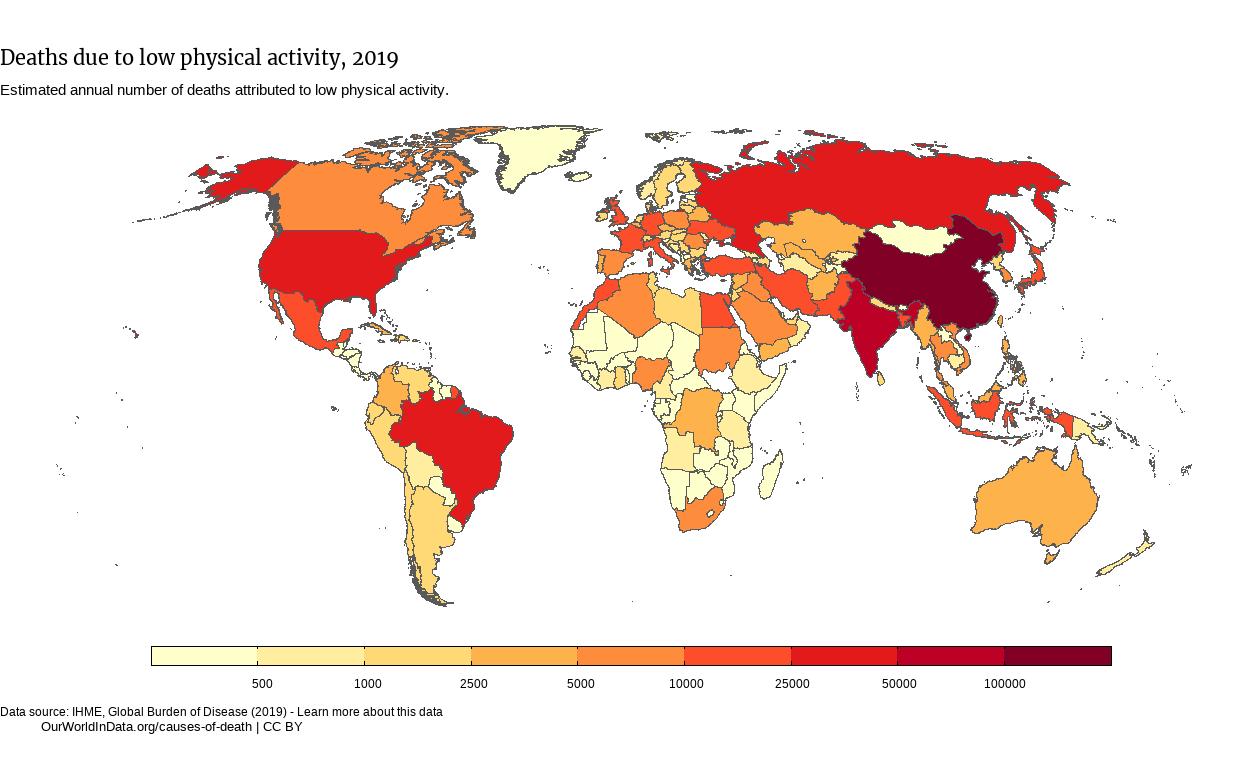 Deaths due to low physical activity, 2019
Estimated annual number of deaths attributed to low physical activity.
500 1000 2500 5000 10000 25000 50000 100000
Data source: IHME, Global Burden of Disease (2019) - Learn more about this data
OurWorldInData.org/causes-of-death | CC BY